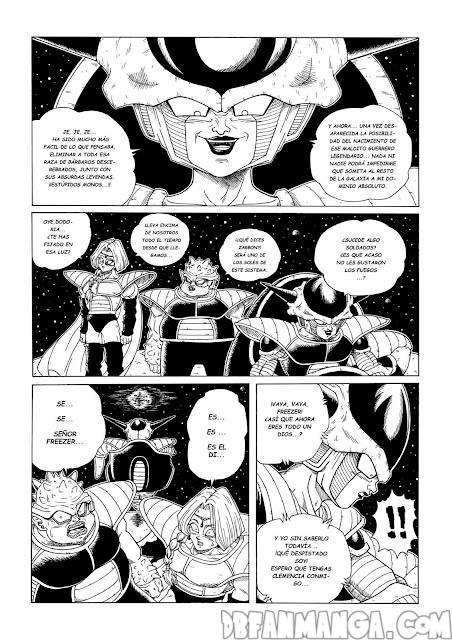 JE, JE, JE...
HA SIDO MUCHO MÁS
FACIL DE LO QUE PENSABA,
ELIMINAR A TODA ESA
RAZA DE BÁRBAROS DESCE-
REBRADOS, JUNTO CON
SUS ABSURDAS LEYENDAS.
¡ESTÚPIDOS MONOS...!!
Y AHORA... UNA VEZ DES-
APARECIDA LA POSIBILI-
DAD DEL NACIMIENTO DE
ESE MALDITO GUERRERO
LEGENDARIO... NADA NI
NADIE PODRÁ IMPEDIRME
QUE SOMETA AL RESTO
DE LA GALAXIA A MI DO-
MINIO ABSOLUTO.
OYE,DODO-
RIA...
¿TE HAS
FIJADO EN
ESA LUZ?
LLEVA ENCIMA
DE NOSOTROS
TODO EL TIEMPO
DESDE QUE LLE-
GAMOS...
¿QUÉ DICES
ZARBON?
SERÁ UNO DE
LOS SOLES DE
ESTE SISTEMA.
¿SUCEDE ALGO
SOLDADOS?
¿ES QUE ACASO
NO LES GUSTARON
LOS FUEGOS
...?
SE...
SE...
SEÑOR
FREEZER...
ES...
ES ...
ES EL
DI...
¡VAYA, VAYA,
FREEZER!
¿ASÍ QUE AHORA
ERES TODO UN
DIOS...?
!!
Y YO SIN SABERLO
TODAVÍA...
¡QUÉ DESPISTADO
SOY!
ESPERO QUE TENGAS
CLEMENCIA CONMI-
GO...
DBFANMANGA.COM